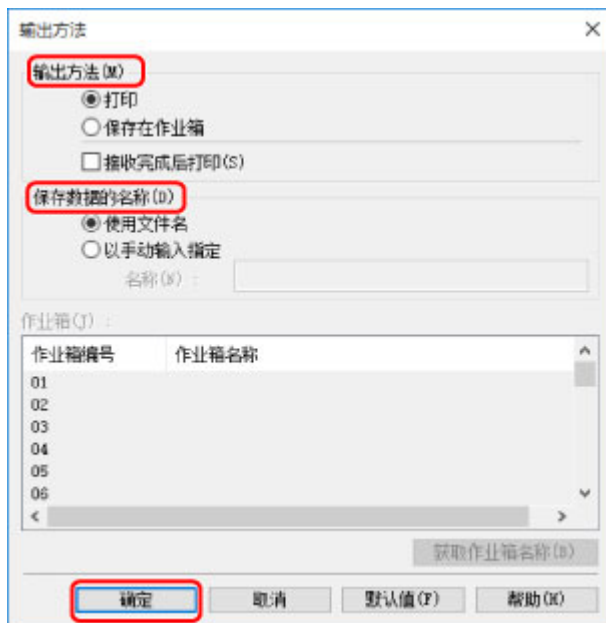 输出方法
输出方法(M)
打印
保存在作业箱
接收完成后打印(S)
保存数据的名称(D)
使用文件名
以手动输入指定
名称(N) :
作业箱(J) :
作业箱编号 作业箱名称
01
02
03
04
05
06
获取作业箱名称(B)
确定 取消 默认值(F) 帮助(H)